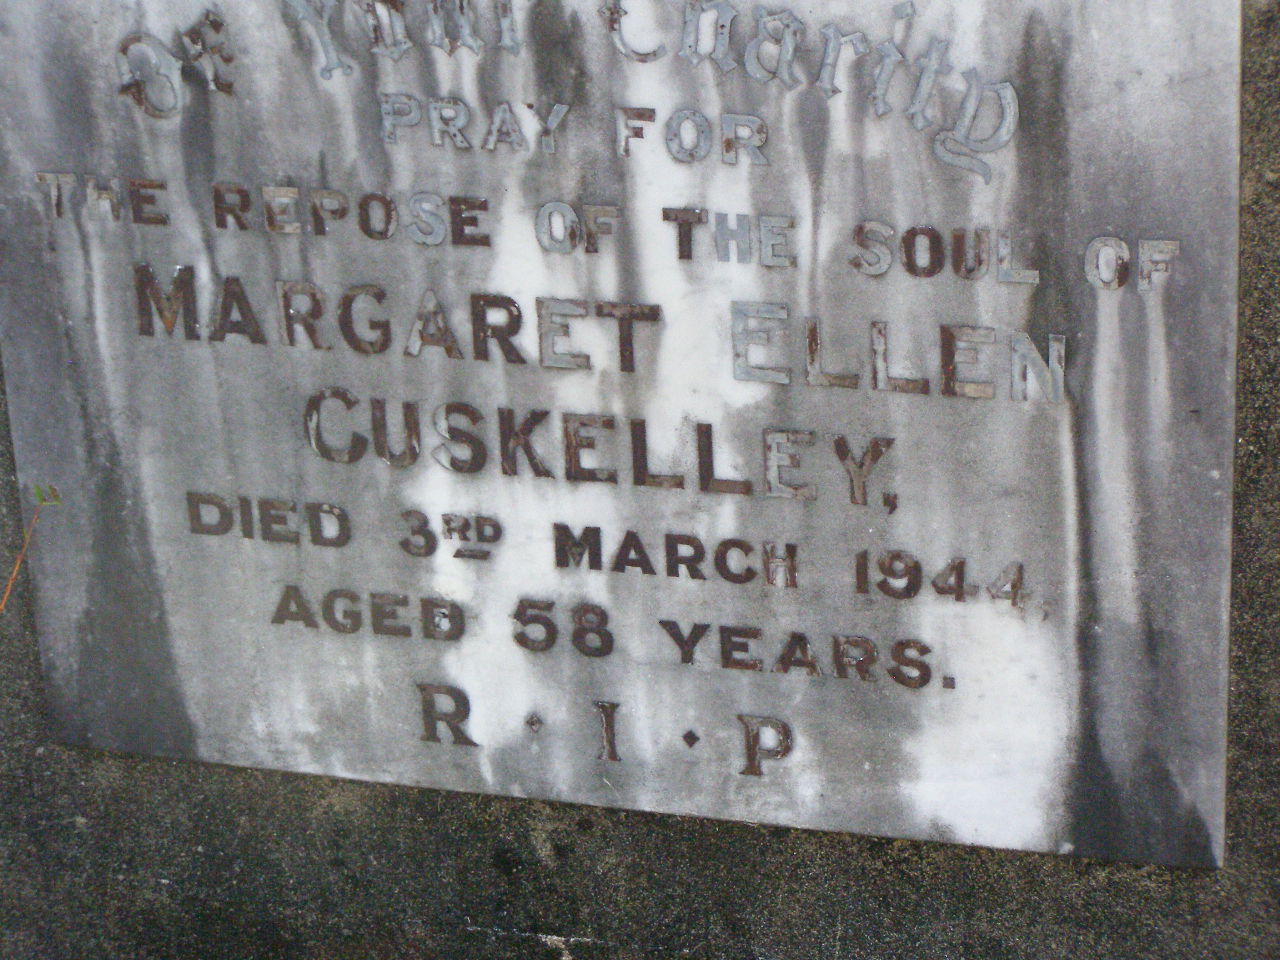 Of Your Charity
PRAY FOR
THE REPOSE OF THE SOUL OF
MARGARET ELLEN
CUSKELLEY,
DIED 3RD MARCH 1944
AGED 58 YEARS.
R·I·P